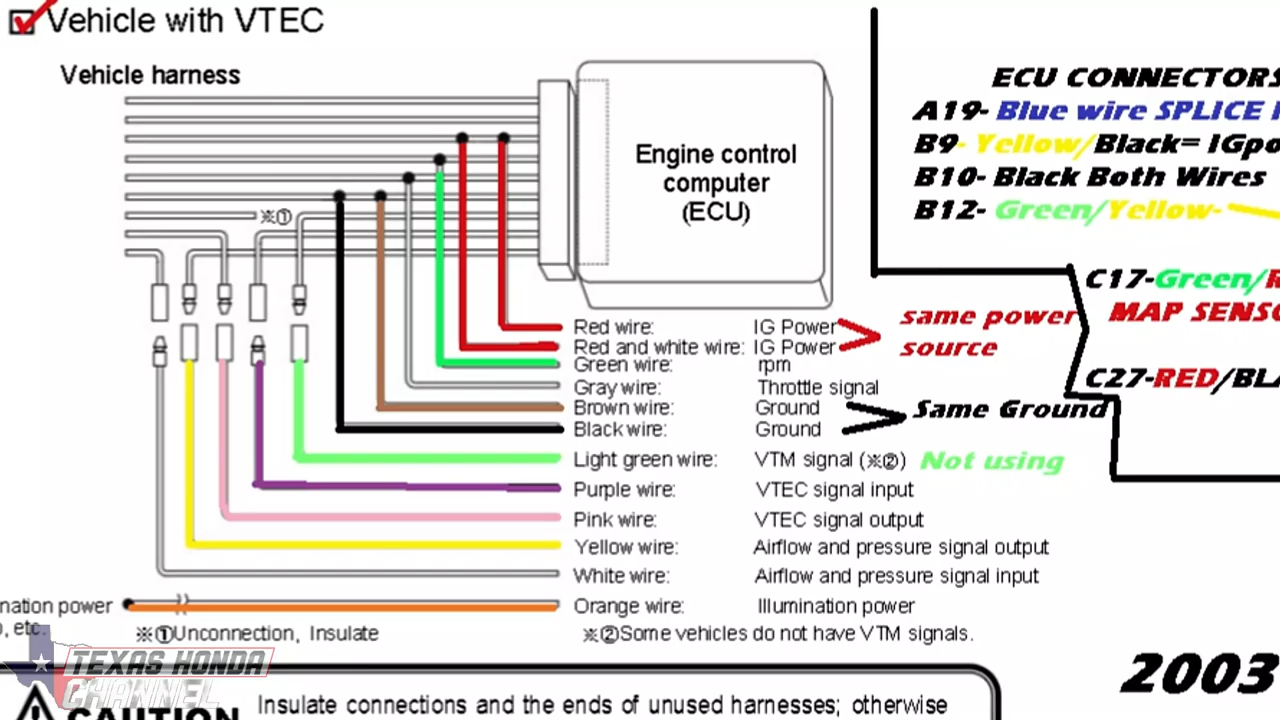 Vehicle with VTEC
Vehicle harness
※①
Engine control
computer
(ECU)
Red wire: IG Power
Red and white wire: IG Power
same power
source
Green wire: rpm
Gray wire: Throttle signal
Brown wire: Ground
Black wire: Ground
Same Ground
Light green wire: VTM signal (※②) Not using
Purple wire: VTEC signal input
Pink wire: VTEC signal output
Yellow wire: Airflow and pressure signal output
White wire: Airflow and pressure signal input
Orange wire: Illumination power
nation power
, etc.
※①Unconnection, Insulate
※②Some vehicles do not have VTM signals.
ECU CONNECTORS
A19- Blue wire SPLICE
B9- Yellow/Black= IGpo
B10- Black Both Wires
B12- Green/Yellow-
C17-Green/R
MAP SENSO
C27-RED/BLA
2003
TEXAS HONDA
CHANNEL
CAUTION
Insulate connections and the ends of unused harnesses; otherwise